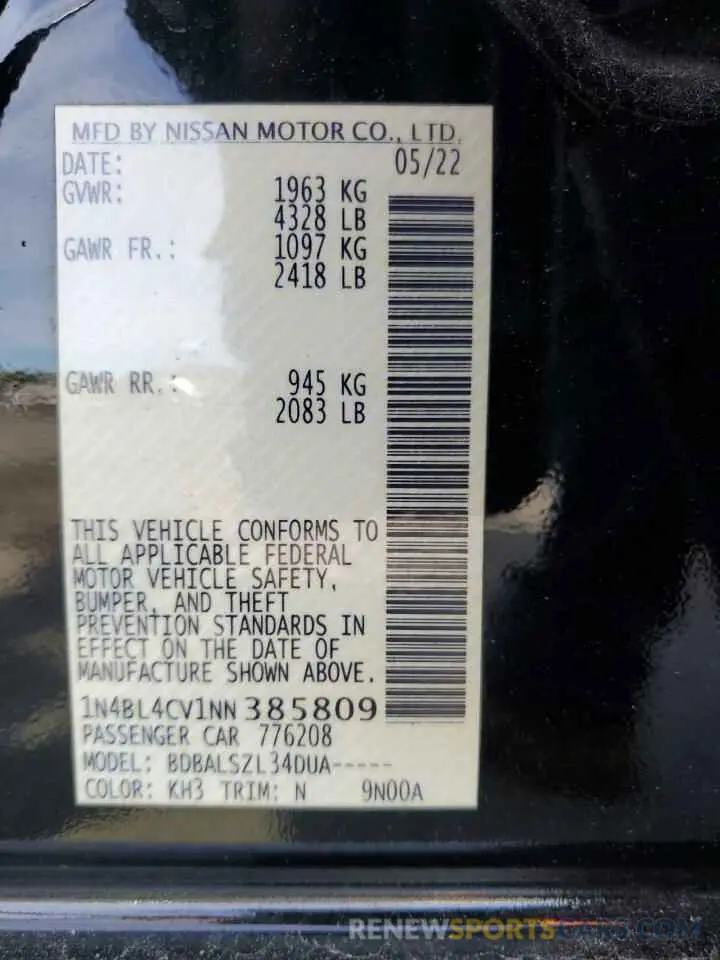 MFD BY NISSAN MOTOR CO., LTD.
DATE: 05/22
GVWR: 1963 KG
4328 LB
GAWR FR.: 1097 KG
2418 LB
GAWR RR.: 945 KG
2083 LB
THIS VEHICLE CONFORMS TO
ALL APPLICABLE FEDERAL
MOTOR VEHICLE SAFETY,
BUMPER, AND THEFT
PREVENTION STANDARDS IN
EFFECT ON THE DATE OF
MANUFACTURE SHOWN ABOVE.
1N4BL4CV1NN385809
PASSENGER CAR 776208
MODEL: BDBALSZL34DUA-----
COLOR: KH3 TRIM: N 9N00A
RENEWSPORTSCARS.COM